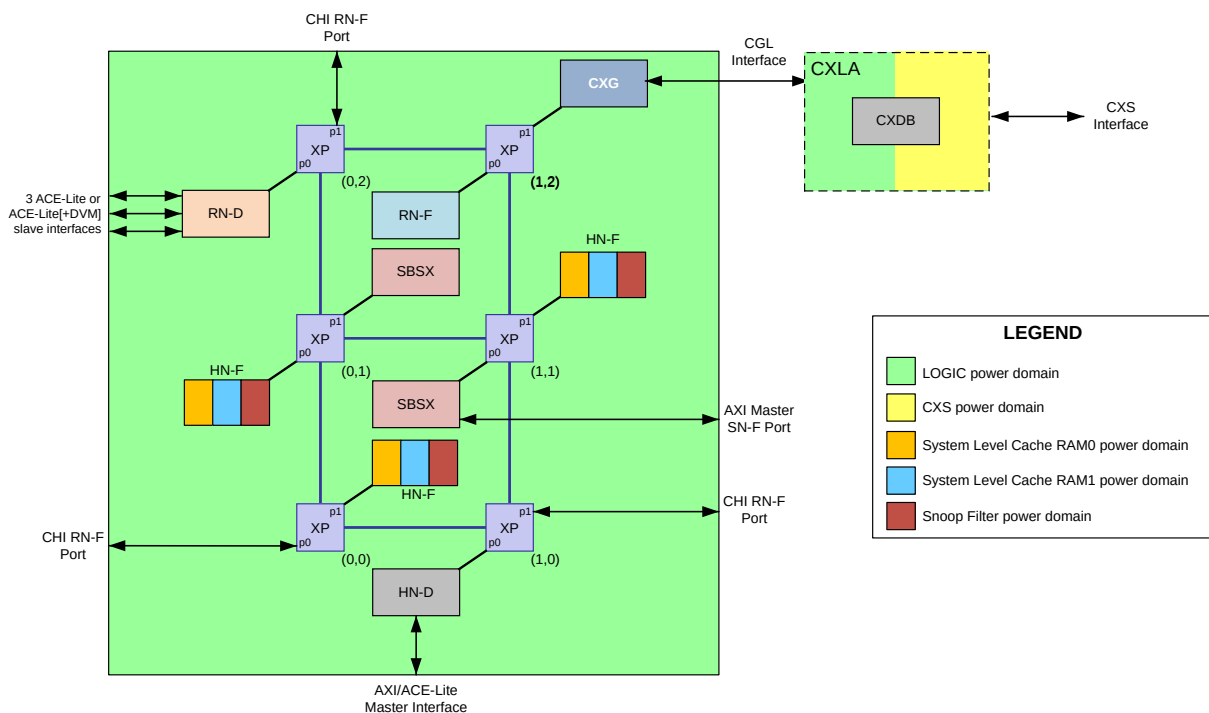 CHI RN-F
Port
CGL
Interface
CXLA
CXG
CXDB
CXS
Interface
p1
XP
p0
(0,2)
p1
XP
p0
(1,2)
3 ACE-Lite or
ACE-Lite[+DVM]
slave interfaces
RN-D
RN-F
SBSX
HN-F
p1
XP
p0
(0,1)
p1
XP
p0
(1,1)
HN-F
SBSX
AXI Master
SN-F Port
HN-F
p1
XP
p0
(0,0)
p1
XP
p0
(1,0)
CHI RN-F
Port
CHI RN-F
Port
HN-D
AXI/ACE-Lite
Master Interface
LEGEND
LOGIC power domain
CXS power domain
System Level Cache RAM0 power domain
System Level Cache RAM1 power domain
Snoop Filter power domain